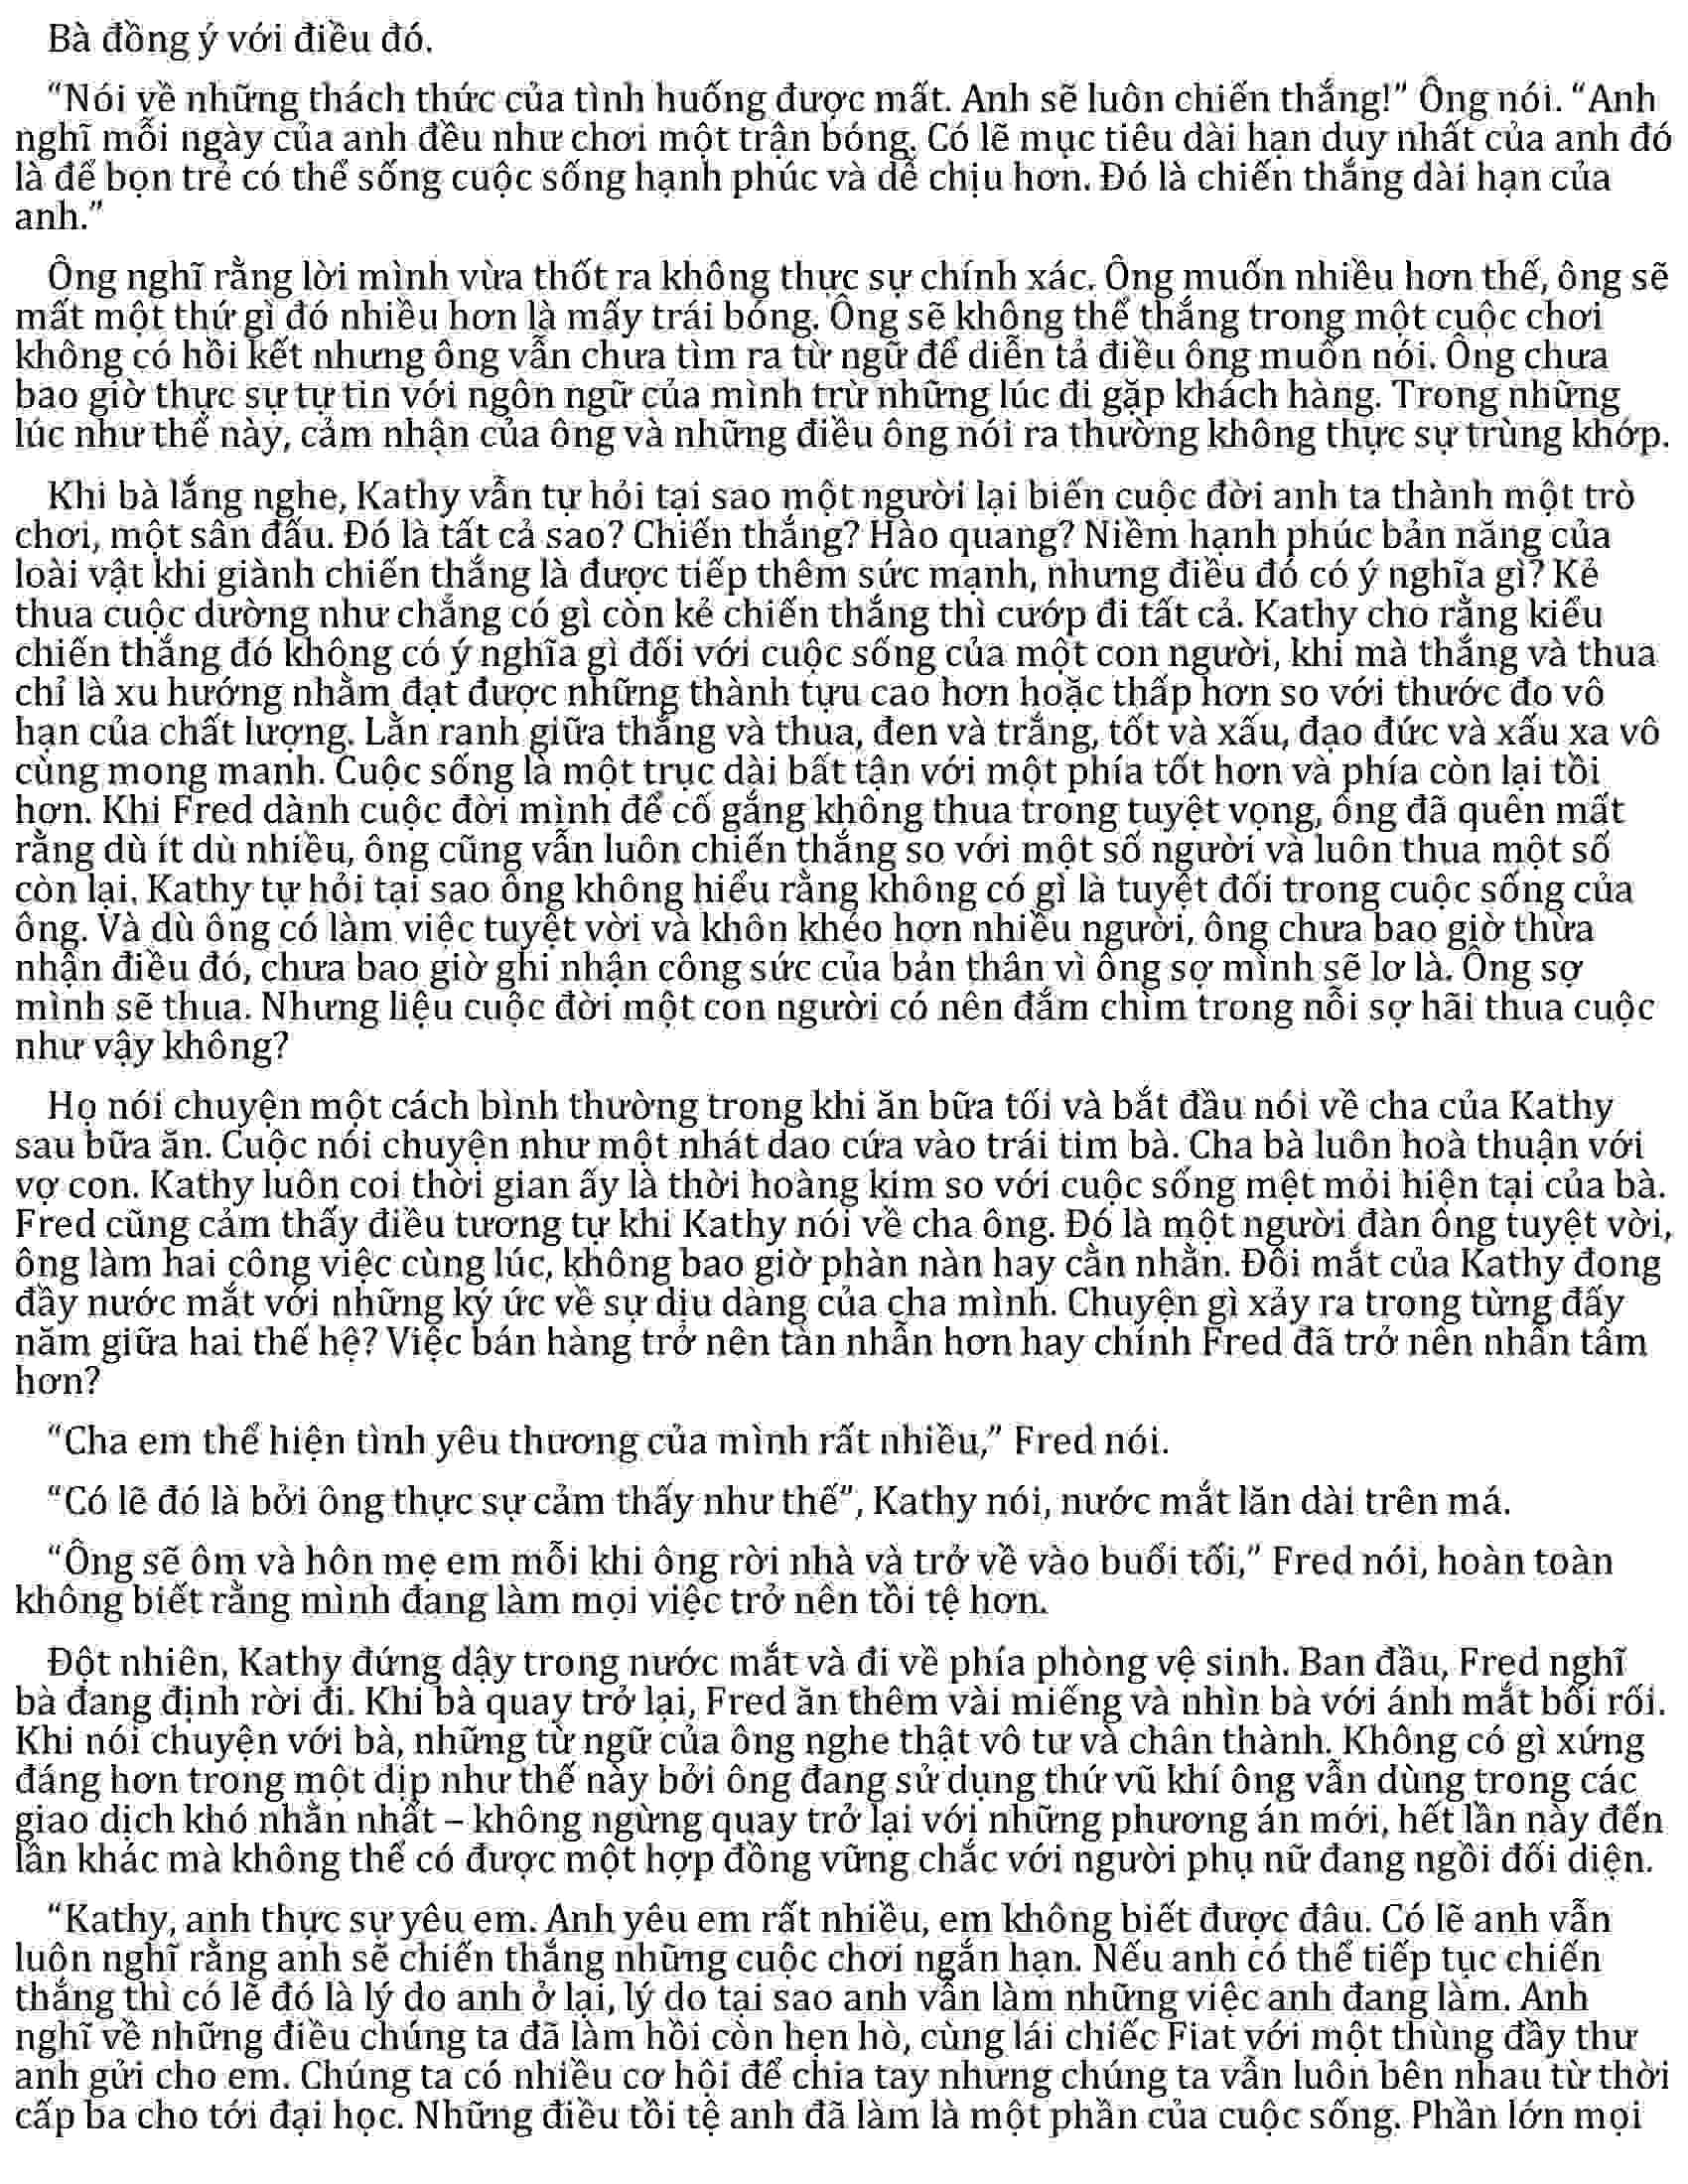 Bà đồng ý với điều đó.
“Nói về những thách thức của tình huống được mất. Anh sẽ luôn chiến thắng!” Ông nói. “Anh
nghĩ mỗi ngày của anh đều như chơi một trận bóng. Có lẽ mục tiêu dài hạn duy nhất của anh đó
là để bọn trẻ có thể sống cuộc sống hạnh phúc và dễ chịu hơn. Đó là chiến thắng dài hạn của
anh.”
Ông nghĩ rằng lời mình vừa thốt ra không thực sự chính xác. Ông muốn nhiều hơn thế, ông sẽ
mất một thứ gì đó nhiều hơn là mấy trái bóng. Ông sẽ không thể thắng trong một cuộc chơi
không có hồi kết nhưng ông vẫn chưa tìm ra từ ngữ để diễn tả điều ông muốn nói. Ông chưa
bao giờ thực sự tự tin với ngôn ngữ của mình trừ những lúc đi gặp khách hàng. Trong những
lúc như thế này, cảm nhận của ông và những điều ông nói ra thường không thực sự trùng khớp.
Khi bà lắng nghe, Kathy vẫn tự hỏi tại sao một người lại biến cuộc đời anh ta thành một trò
chơi, một sân đấu. Đó là tất cả sao? Chiến thắng? Hào quang? Niềm hạnh phúc bản năng của
loài vật khi giành chiến thắng là được tiếp thêm sức mạnh, nhưng điều đó có ý nghĩa gì? Kẻ
thua cuộc dường như chẳng có gì còn kẻ chiến thắng thì cướp đi tất cả. Kathy cho rằng kiểu
chiến thắng đó không có ý nghĩa gì đối với cuộc sống của một con người, khi mà thắng và thua
chỉ là xu hướng nhằm đạt được những thành tựu cao hơn hoặc thấp hơn so với thước đo vô
hạn của chất lượng. Lằn ranh giữa thắng và thua, đen và trắng, tốt và xấu, đạo đức và xấu xa vô
cùng mong manh. Cuộc sống là một trục dài bất tận với một phía tốt hơn và phía còn lại tồi
hơn. Khi Fred dành cuộc đời mình để cố gắng không thua trong tuyệt vọng, ông đã quên mất
rằng dù ít dù nhiều, ông cũng vẫn luôn chiến thắng so với một số người và luôn thua một số
còn lại. Kathy tự hỏi tại sao ông không hiểu rằng không có gì là tuyệt đối trong cuộc sống của
ông. Và dù ông có làm việc tuyệt vời và khôn khéo hơn nhiều người, ông chưa bao giờ thừa
nhận điều đó, chưa bao giờ ghi nhận công sức của bản thân vì ông sợ mình sẽ lơ là. Ông sợ
mình sẽ thua. Nhưng liệu cuộc đời một con người có nên đắm chìm trong nỗi sợ hãi thua cuộc
như vậy không?
Họ nói chuyện một cách bình thường trong khi ăn bữa tối và bắt đầu nói về cha của Kathy
sau bữa ăn. Cuộc nói chuyện như một nhát dao cứa vào trái tim bà. Cha bà luôn hoà thuận với
vợ con. Kathy luôn coi thời gian ấy là thời hoàng kim so với cuộc sống mệt mỏi hiện tại của bà.
Fred cũng cảm thấy điều tương tự khi Kathy nói về cha ông. Đó là một người đàn ông tuyệt vời,
ông làm hai công việc cùng lúc, không bao giờ phàn nàn hay cằn nhằn. Đôi mắt của Kathy đong
đầy nước mắt với những ký ức về sự dịu dàng của cha mình. Chuyện gì xảy ra trong từng đấy
năm giữa hai thế hệ? Việc bán hàng trở nên tàn nhẫn hơn hay chính Fred đã trở nên nhẫn tâm
hơn?
“Cha em thể hiện tình yêu thương của mình rất nhiều,” Fred nói.
“Có lẽ đó là bởi ông thực sự cảm thấy như thế”, Kathy nói, nước mắt lăn dài trên má.
“Ông sẽ ôm và hôn mẹ em mỗi khi ông rời nhà và trở về vào buổi tối,” Fred nói, hoàn toàn
không biết rằng mình đang làm mọi việc trở nên tồi tệ hơn.
Đột nhiên, Kathy đứng dậy trong nước mắt và đi về phía phòng vệ sinh. Ban đầu, Fred nghĩ
bà đang định rời đi. Khi bà quay trở lại, Fred ăn thêm vài miếng và nhìn bà với ánh mắt bối rối.
Khi nói chuyện với bà, những từ ngữ của ông nghe thật vô tư và chân thành. Không có gì xứng
đáng hơn trong một dịp như thế này bởi ông đang sử dụng thứ vũ khí ông vẫn dùng trong các
giao dịch khó nhằn nhất – không ngừng quay trở lại với những phương án mới, hết lần này đến
lần khác mà không thể có được một hợp đồng vững chắc với người phụ nữ đang ngồi đối diện.
“Kathy, anh thực sự yêu em. Anh yêu em rất nhiều, em không biết được đâu. Có lẽ anh vẫn
luôn nghĩ rằng anh sẽ chiến thắng những cuộc chơi ngắn hạn. Nếu anh có thể tiếp tục chiến
thắng thì có lẽ đó là lý do anh ở lại, lý do tại sao anh vẫn làm những việc anh đang làm. Anh
nghĩ về những điều chúng ta đã làm hồi còn hẹn hò, cùng lái chiếc Fiat với một thùng đầy thư
anh gửi cho em. Chúng ta có nhiều cơ hội để chia tay nhưng chúng ta vẫn luôn bên nhau từ thời
cấp ba cho tới đại học. Những điều tồi tệ anh đã làm là một phần của cuộc sống. Phần lớn mọi